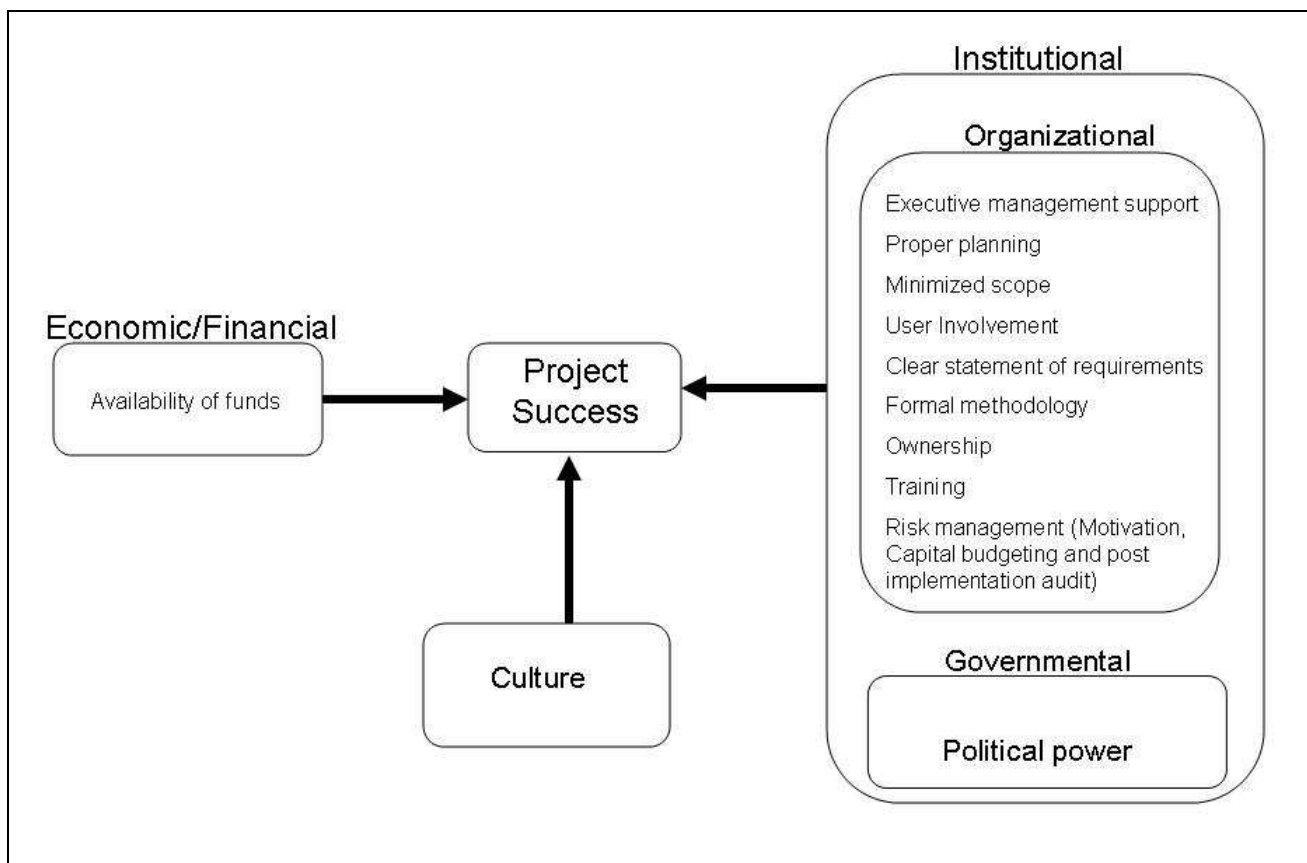 Institutional
Organizational
Executive management support
Proper planning
Minimized scope
User Involvement
Clear statement of requirements
Formal methodology
Ownership
Training
Risk management (Motivation,
Capital budgeting and post
implementation audit)
Economic/Financial
Availability of funds
Project
Success
Culture
Governmental
Political power